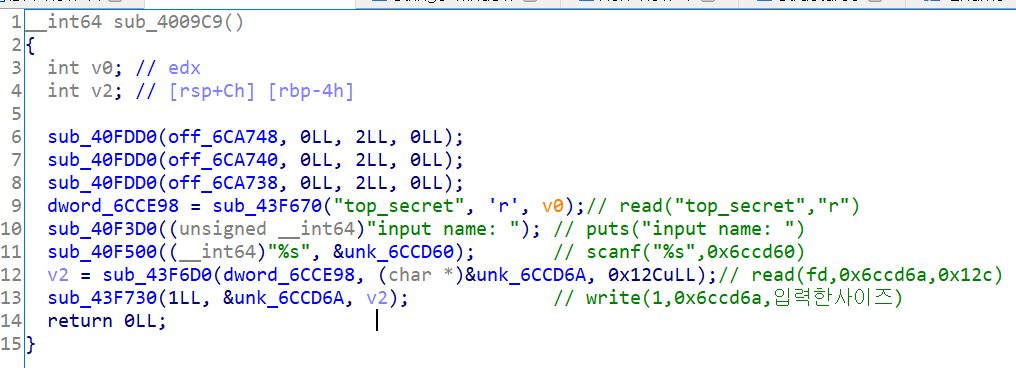 1 __int64 sub_4009C9()
2 {
3 int v0; // edx
4 int v2; // [rsp+Ch] [rbp-4h]
5
6 sub_40FDD0(off_6CA748, 0LL, 2LL, 0LL);
7 sub_40FDD0(off_6CA740, 0LL, 2LL, 0LL);
8 sub_40FDD0(off_6CA738, 0LL, 2LL, 0LL);
9 dword_6CCE98 = sub_43F670("top_secret", 'r', v0);// read("top_secret","r")
10 sub_40F3D0((unsigned __int64)"input name: "); // puts("input name: ")
11 sub_40F500((__int64)"%s", &unk_6CCD60); // scanf("%s",0x6ccd60)
12 v2 = sub_43F6D0(dword_6CCE98, (char *)&unk_6CCD6A, 0x12CuLL);// read(fd,0x6ccd6a,0x12c)
13 sub_43F730(1LL, &unk_6CCD6A, v2); // write(1,0x6ccd6a,입력한사이즈)
14 return 0LL;
15 }